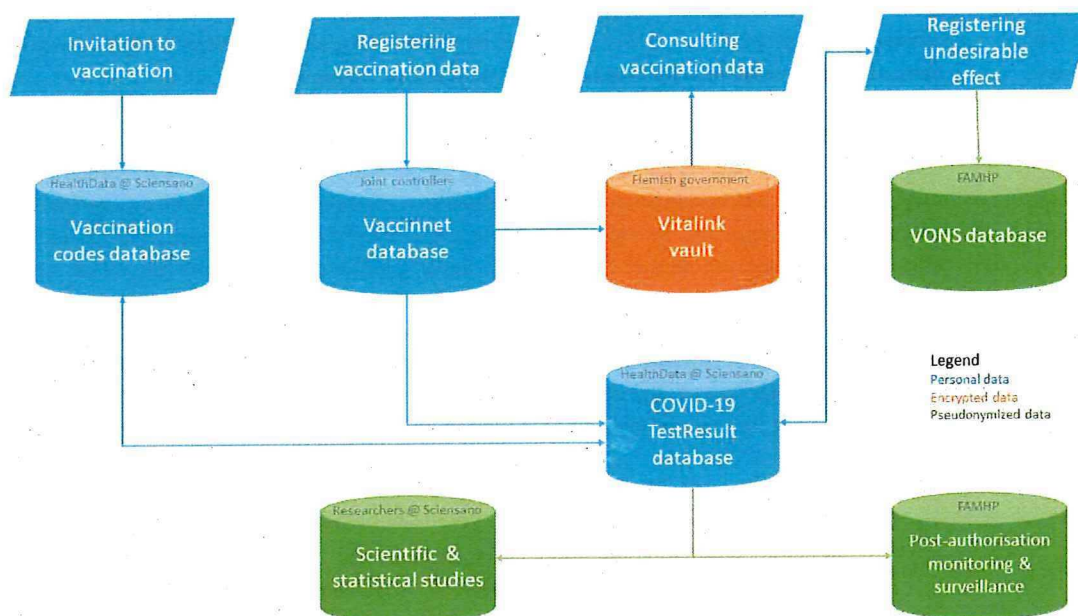 Invitation to
vaccination
Registering
vaccination data
Consulting
vaccination data
Registering
undesirable
effect
HealthData @ Sciensano
Vaccination
codes database
Joint controllers
Vaccinnet
database
Flemish government
Vitalink
vault
FAMHP
VONS database
Legend
Personal data
Encrypted data
Pseudonymized data
HealthData @ Sciensano
COVID-19
TestResult
database
Researchers @ Sciensano
Scientific &
statistical studies
FAMHP
Post-authorisation
monitoring &
surveillance